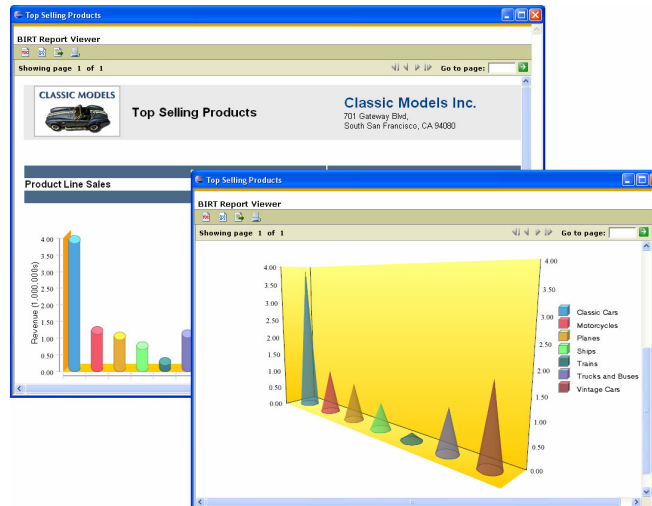 Top Selling Products
BIRT Report Viewer
Showing page 1 of 1
Go to page:
CLASSIC MODELS
Top Selling Products
Classic Models Inc.
701 Gateway Blvd,
South San Francisco, CA 94080
Product Line Sales
Revenue (1,000,000s)
4.00
3.50
3.00
2.50
2.00
1.50
1.00
0.50
0.00
Top Selling Products
BIRT Report Viewer
Showing page 1 of 1
Go to page:
4.00
3.50
3.00
2.50
2.00
1.50
1.00
0.50
0.00
4.00
3.50
3.00
2.50
2.00
1.50
1.00
0.50
0.00
Classic Cars
Motorcycles
Planes
Ships
Trains
Trucks and Buses
Vintage Cars